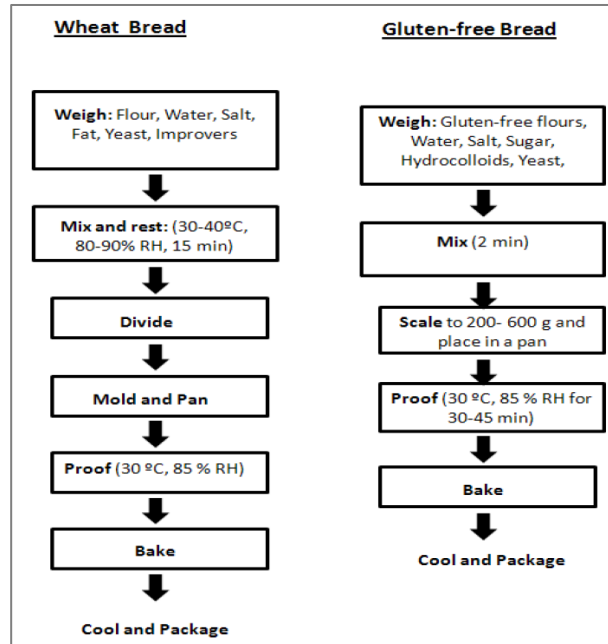 Wheat Bread
Weigh: Flour, Water, Salt,
Fat, Yeast, Improvers
Mix and rest: (30-40ºC,
80-90% RH, 15 min)
Divide
Mold and Pan
Proof (30 ºC, 85 % RH)
Bake
Cool and Package
Gluten-free Bread
Weigh: Gluten-free flours,
Water, Salt, Sugar,
Hydrocolloids, Yeast,
Mix (2 min)
Scale to 200- 600 g and
place in a pan
Proof (30 ºC, 85 % RH for
30-45 min)
Bake
Cool and Package